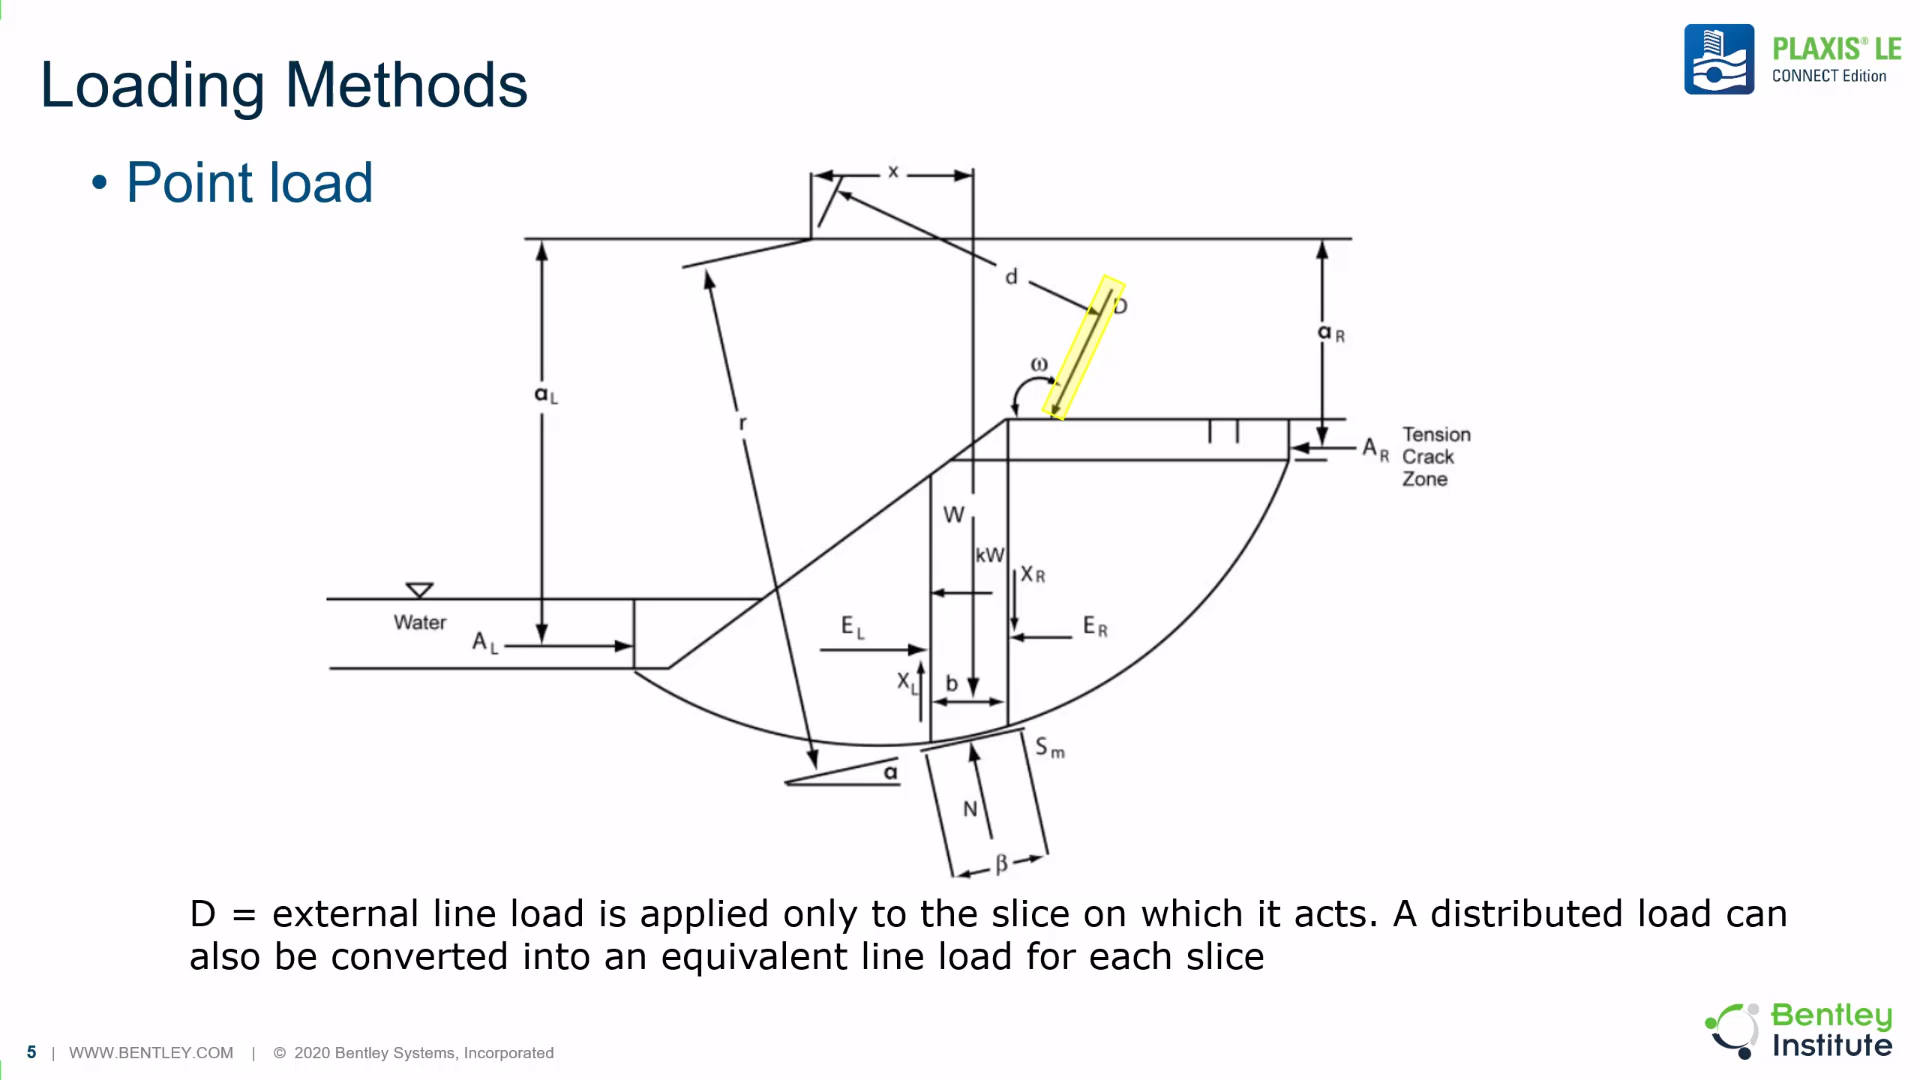 Loading Methods
PLAXIS® LE
CONNECT Edition
• Point load
x
d
D
ω
a R
a L
r
A R
Tension
Crack
Zone
W
kW
X R
E L
E R
X L
b
Water
A L
S m
α
N
β
D = external line load is applied only to the slice on which it acts. A distributed load can
also be converted into an equivalent line load for each slice
Bentley
Institute
5 | WWW.BENTLEY.COM | © 2020 Bentley Systems, Incorporated